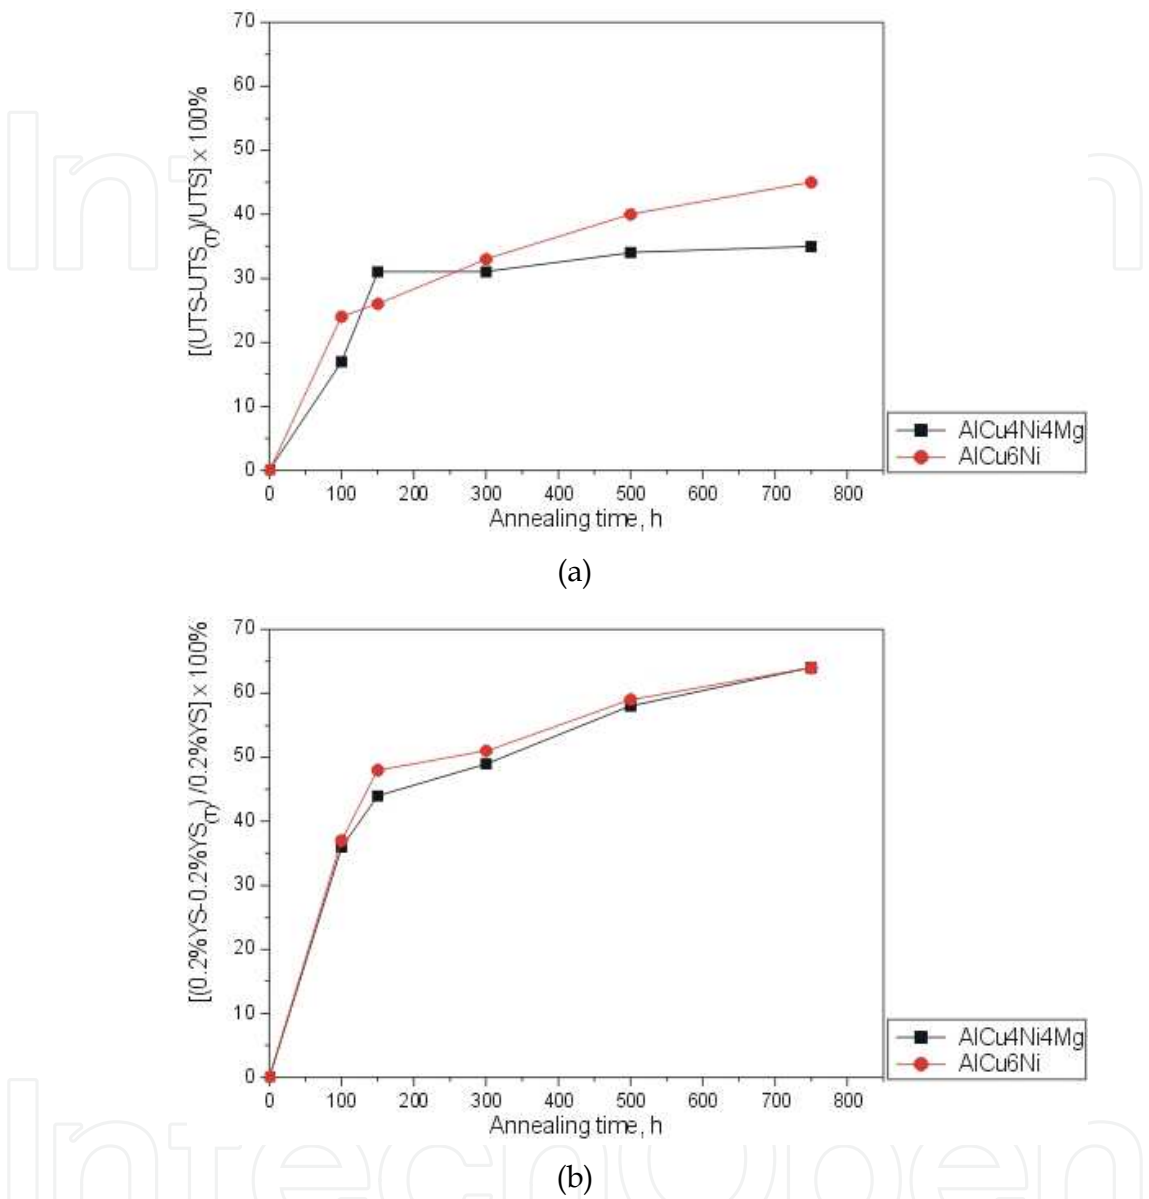 70
60
50
40
30
20
10
0
[(UTS-UTS(T))/UTS] x 100%
0 100 200 300 400 500 600 700 800
Annealing time, h
AlCu4Ni4Mg
AlCu6Ni
(a)
70
60
50
40
30
20
10
0
[(0.2%YS-0.2%YS(T)) /0.2%YS] x 100%
0 100 200 300 400 500 600 700 800
Annealing time, h
AlCu4Ni4Mg
AlCu6Ni
(b)
IntechOpen